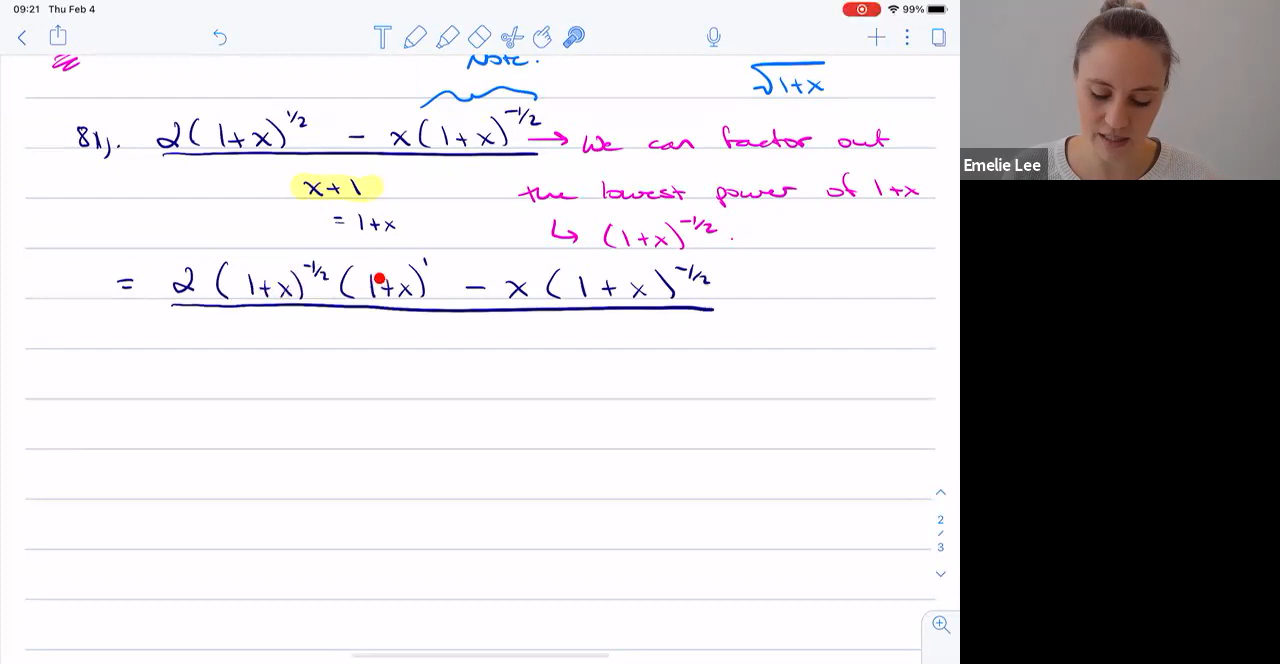 09:21 Thu Feb 4
99%
T
Note.
√1+x
81). 2(1+x)^1/2 - x(1+x)^-1/2 → We can factor out
the lowest power of 1+x
x+1
= 1+x
↳ (1+x)^-1/2.
= 2(1+x)^-1/2 (1+x)^1 - x(1+x)^-1/2
Emelie Lee
2
/
3